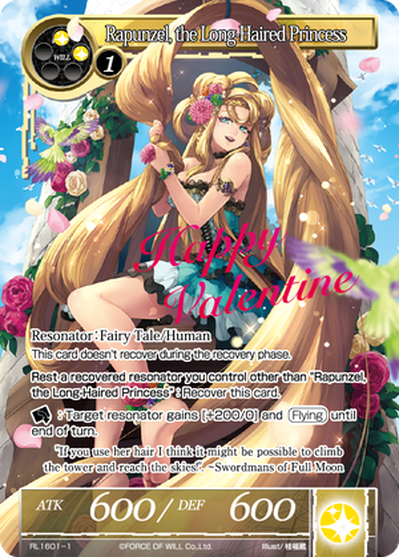 Rapunzel, the Long-Haired Princess
WILL
1
Happy
Valentine
Resonator : Fairy Tale/Human
This card doesn't recover during the recovery phase.
Rest a recovered resonator you control other than "Rapunzel,
the Long-Haired Princess" : Recover this card.
: Target resonator gains [+200/0] and Flying until
end of turn.
"If you use her hair I think it might be possible to climb
the tower and reach the skies". ~Swordmans of Full Moon
ATK 600 / DEF 600
RL1601-1 ©FORCE OF WILL Co.,Ltd. Illust/ 桂福蔵